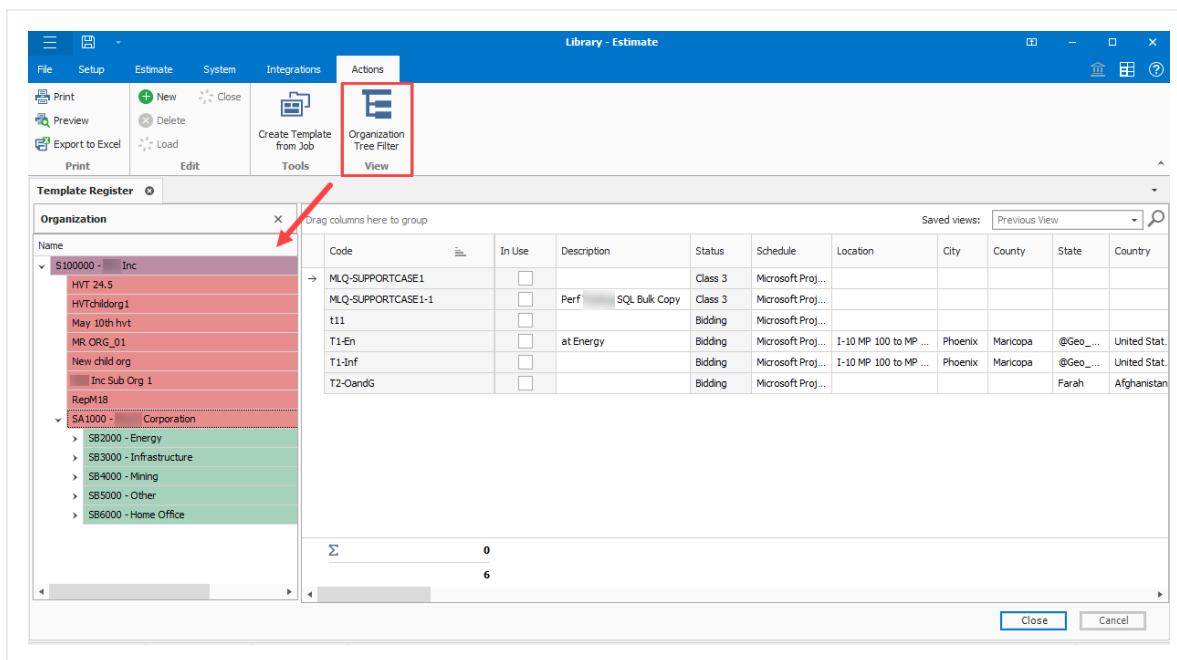 Library - Estimate
File Setup Estimate System Integrations Actions
Print New Close
Preview Delete
Export to Excel Load
Create Template
from Job
Organization
Tree Filter
Print Edit Tools View
Template Register
Organization
Drag columns here to group Saved views: Previous View
Name
Code In Use Description Status Schedule Location City County State Country
S100000 - Inc
HVT 24.5
HVTchildorg1
May 10th hvt
MR ORG_01
New child org
Inc Sub Org 1
RepM18
SA1000 - Corporation
SB2000 - Energy
SB3000 - Infrastructure
SB4000 - Mining
SB5000 - Other
SB6000 - Home Office
MLQ-SUPPORTCASE1 Class 3 Microsoft Proj...
MLQ-SUPPORTCASE1-1 Perf SQL Bulk Copy Class 3 Microsoft Proj...
t11 Bidding Microsoft Proj...
T1-En at Energy Bidding Microsoft Proj... I-10 MP 100 to MP ... Phoenix Maricopa @Geo_... United Stat.
T1-Inf Bidding Microsoft Proj... I-10 MP 100 to MP ... Phoenix Maricopa @Geo_... United Stat.
T2-OandG Bidding Microsoft Proj... Farah Afghanistan
Σ 0
6
Close Cancel